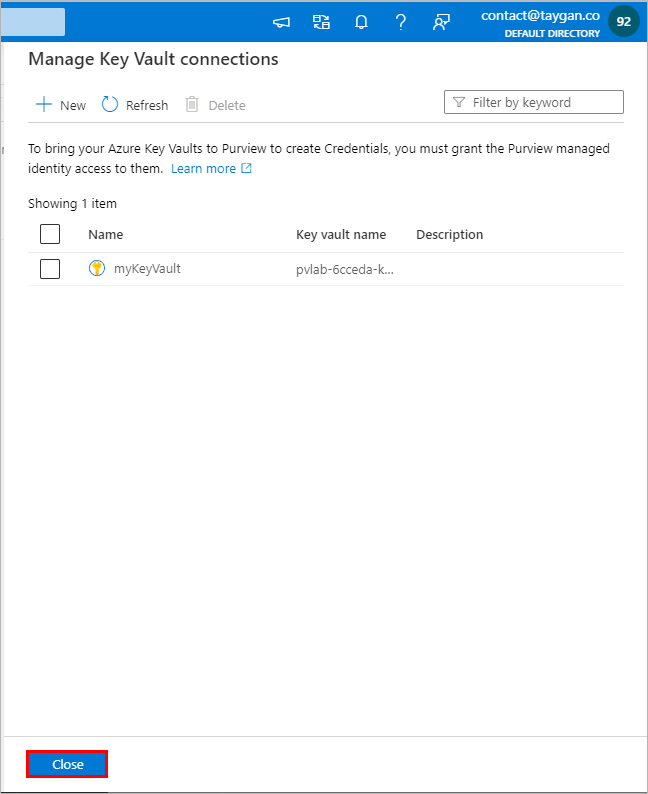 contact@taygan.co
DEFAULT DIRECTORY
92
Manage Key Vault connections
New Refresh Delete Filter by keyword
To bring your Azure Key Vaults to Purview to create Credentials, you must grant the Purview managed
identity access to them. Learn more
Showing 1 item
Name Key vault name Description
myKeyVault pvlab-6cceda-k...
Close